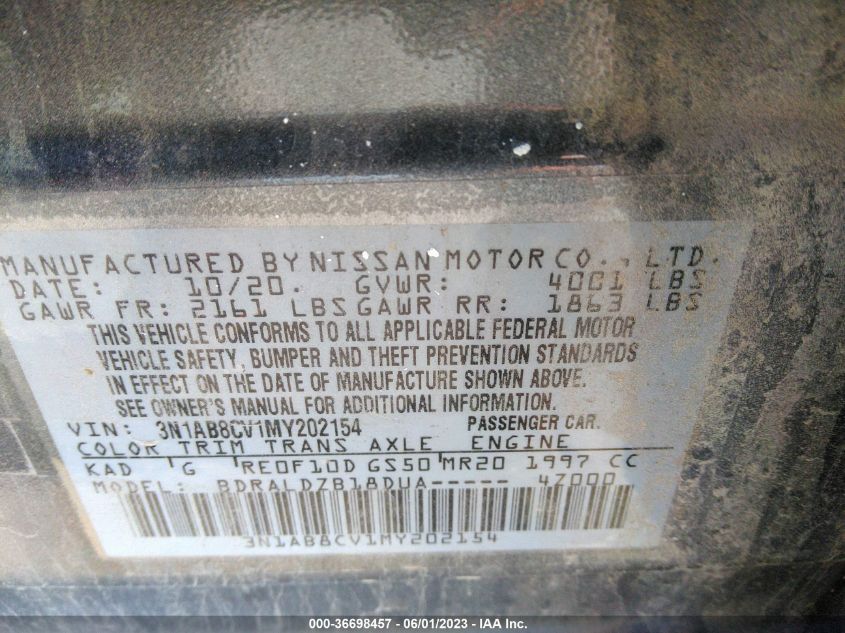 MANUFACTURED BY NISSAN MOTOR CO., LTD.
DATE: 10/20. GVWR: 4001 LBS
GAWR FR: 2161 LBS GAWR RR: 1863 LBS
THIS VEHICLE CONFORMS TO ALL APPLICABLE FEDERAL MOTOR
VEHICLE SAFETY, BUMPER AND THEFT PREVENTION STANDARDS
IN EFFECT ON THE DATE OF MANUFACTURE SHOWN ABOVE.
SEE OWNER'S MANUAL FOR ADDITIONAL INFORMATION.
VIN: 3N1AB8CV1MY202154 PASSENGER CAR.
COLOR TRIM TRANS AXLE ENGINE
KAD G RE0F10D GS50 MR20 1997 CC
MODEL: BDRALDZB18DUA----- 4Z000
3N1AB8CV1MY202154
000-36698457 - 06/01/2023 - IAA Inc.